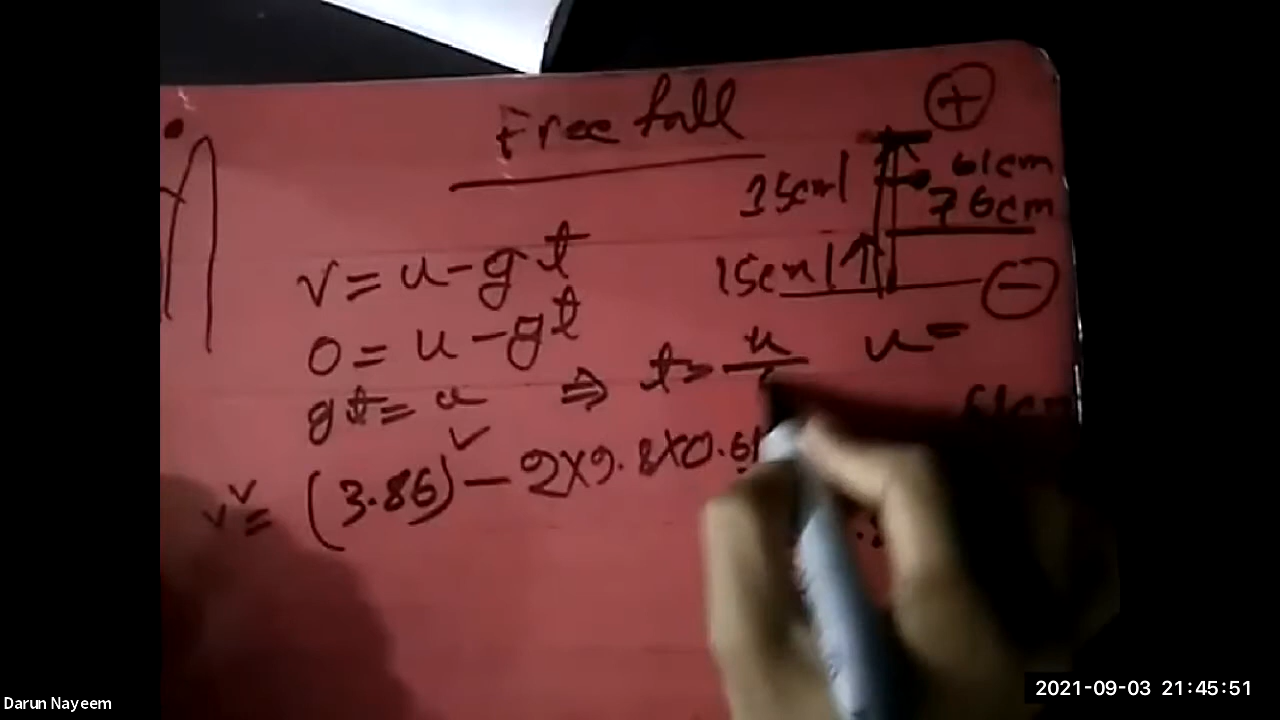 Free fall
+
15cm
61cm
76cm
15cm
−
v = u - gt
0 = u - gt
gt = u ⇒ t =
u =
v² = (3.86)² - 2×9.8×0.61
Darun Nayeem
2021-09-03 21:45:51